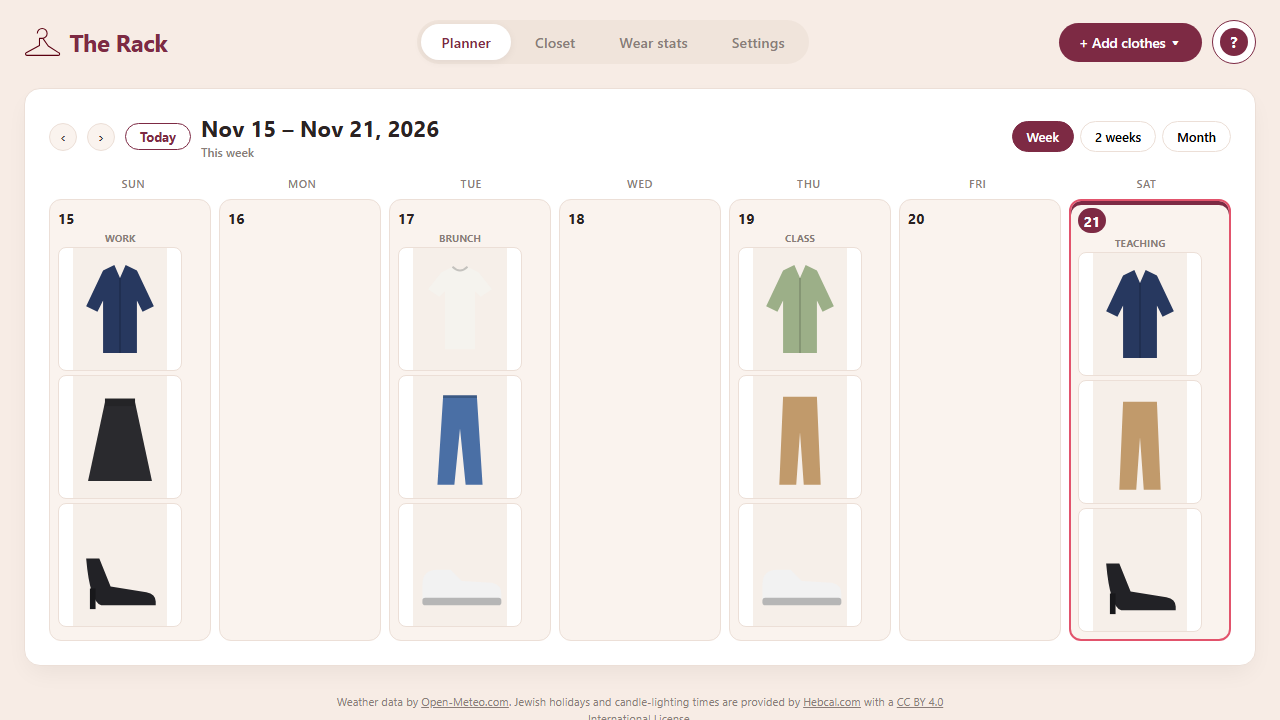 The Rack
Planner
Closet
Wear stats
Settings
+ Add clothes ▾
?
‹
›
Today
Nov 15 – Nov 21, 2026
This week
Week
2 weeks
Month
SUN
MON
TUE
WED
THU
FRI
SAT
15
16
17
18
19
20
21
WORK
BRUNCH
CLASS
TEACHING
Weather data by Open-Meteo.com. Jewish holidays and candle-lighting times are provided by Hebcal.com with a CC BY 4.0
International License.